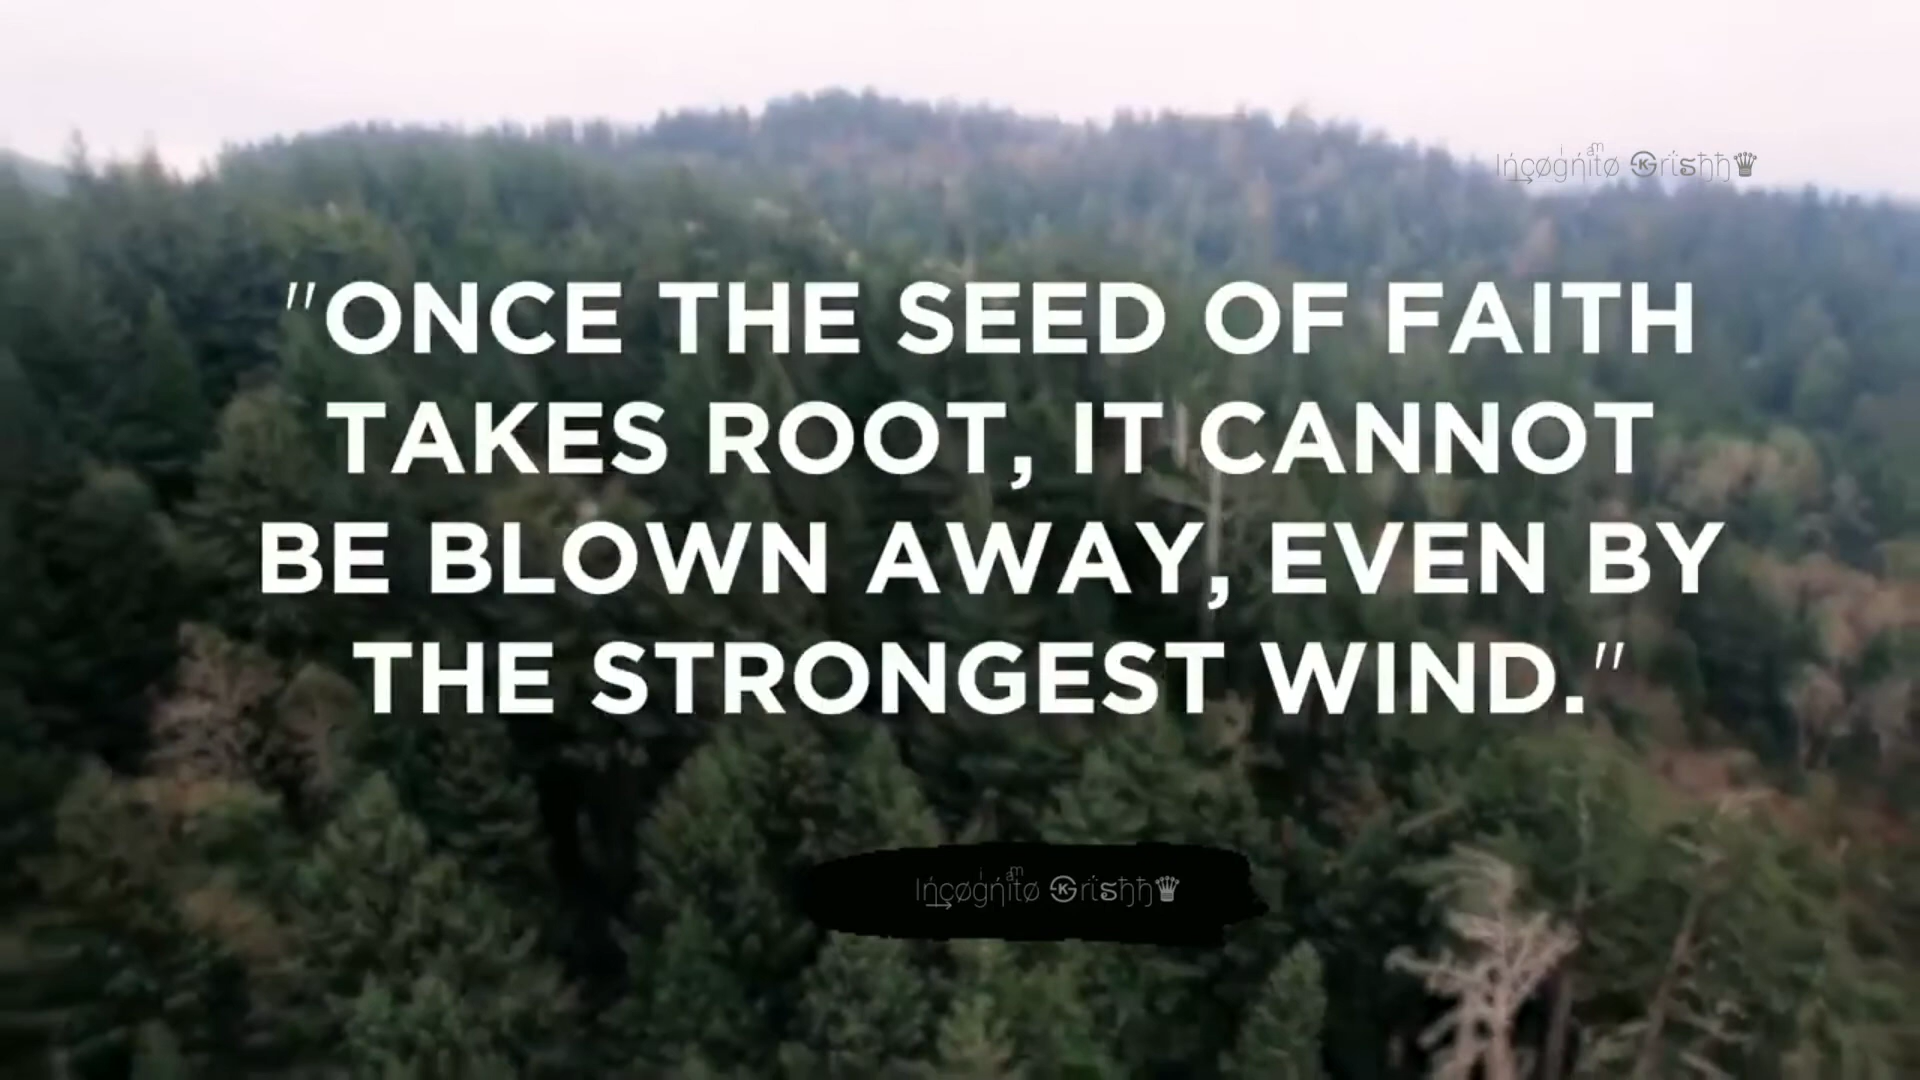 "ONCE THE SEED OF FAITH
TAKES ROOT, IT CANNOT
BE BLOWN AWAY, EVEN BY
THE STRONGEST WIND."